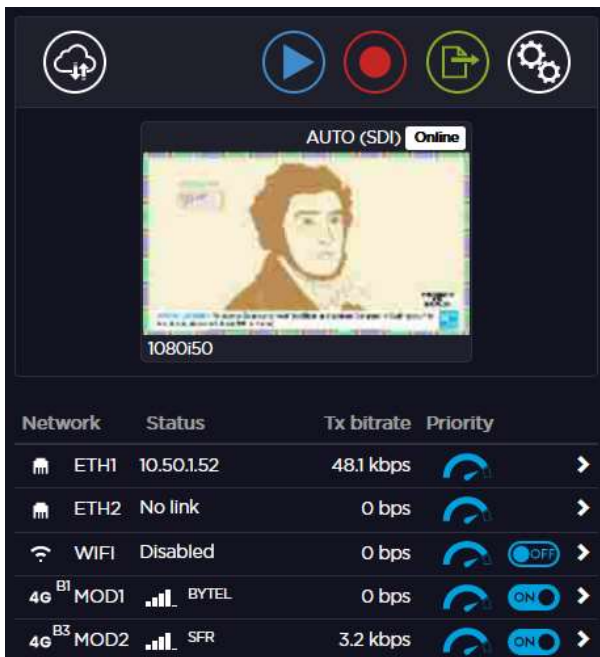 AUTO (SDI) Online
1080i50
Network Status Tx bitrate Priority
ETH1 10.50.1.52 48.1 kbps
ETH2 No link 0 bps
WIFI Disabled 0 bps OFF
4G B1 MOD1 BYTEL 0 bps ON
4G B3 MOD2 SFR 3.2 kbps ON